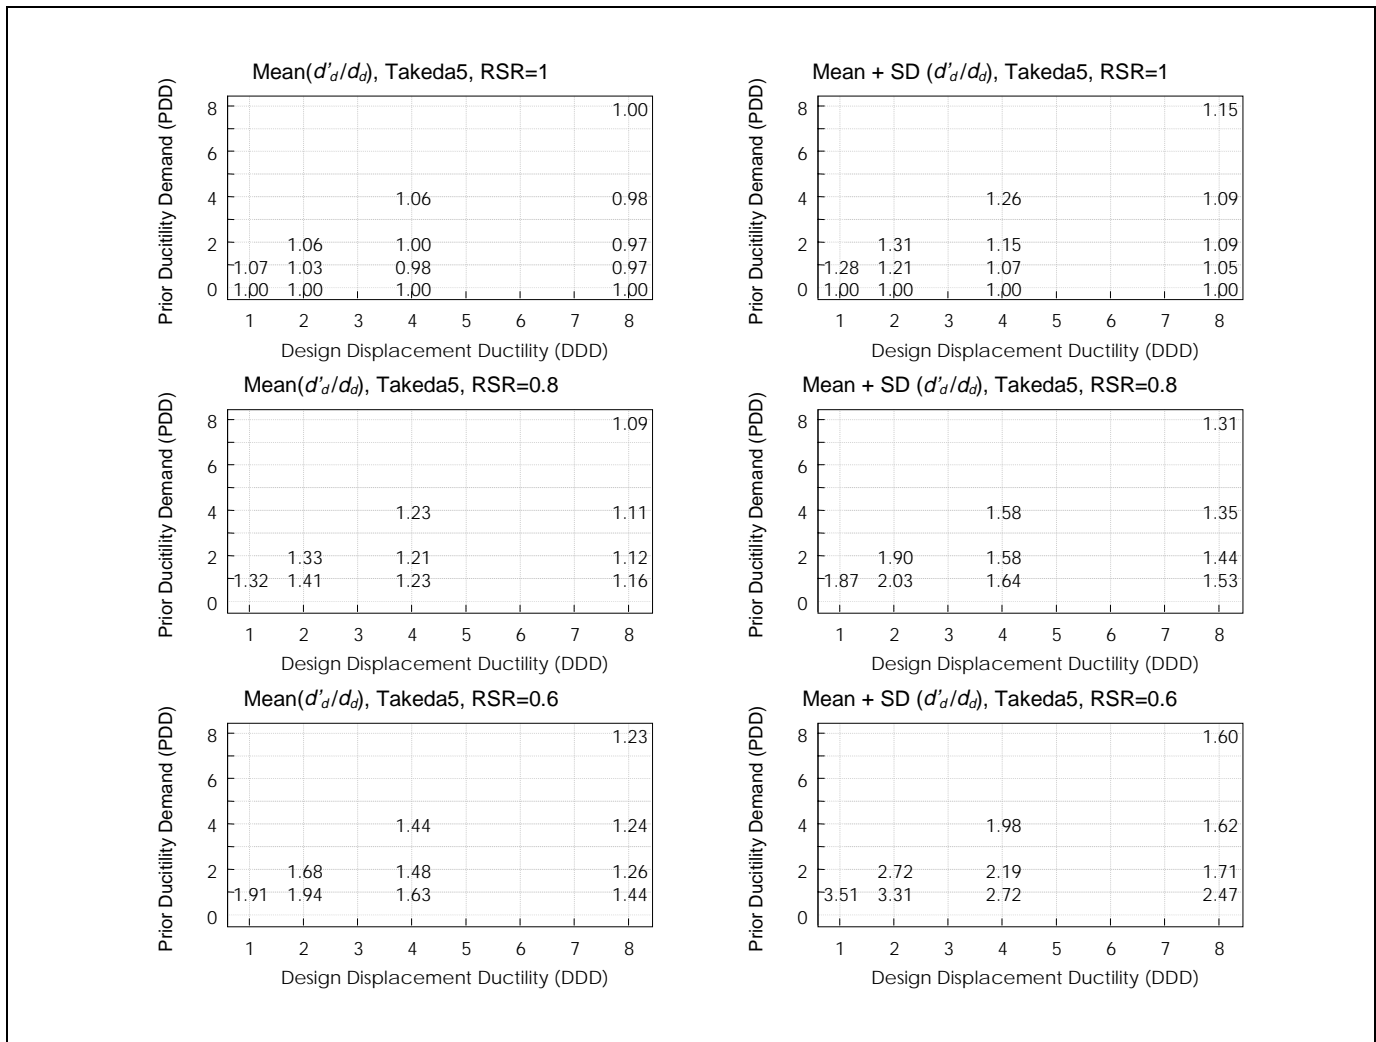 Mean(d'd/dd), Takeda5, RSR=1
Prior Ducitility Demand (PDD)
8 1.00
6
4 1.06 0.98
2 1.06 1.00 0.97
1.07 1.03 0.98 0.97
0 1.00 1.00 1.00 1.00
1 2 3 4 5 6 7 8
Design Displacement Ductility (DDD)
Mean + SD (d'd/dd), Takeda5, RSR=1
Prior Ducitility Demand (PDD)
8 1.15
6
4 1.26 1.09
2 1.31 1.15 1.09
1.28 1.21 1.07 1.05
0 1.00 1.00 1.00 1.00
1 2 3 4 5 6 7 8
Design Displacement Ductility (DDD)
Mean(d'd/dd), Takeda5, RSR=0.8
Prior Ducitility Demand (PDD)
8 1.09
6
4 1.23 1.11
2 1.33 1.21 1.12
1.32 1.41 1.23 1.16
0
1 2 3 4 5 6 7 8
Design Displacement Ductility (DDD)
Mean + SD (d'd/dd), Takeda5, RSR=0.8
Prior Ducitility Demand (PDD)
8 1.31
6
4 1.58 1.35
2 1.90 1.58 1.44
1.87 2.03 1.64 1.53
0
1 2 3 4 5 6 7 8
Design Displacement Ductility (DDD)
Mean(d'd/dd), Takeda5, RSR=0.6
Prior Ducitility Demand (PDD)
8 1.23
6
4 1.44 1.24
2 1.68 1.48 1.26
1.91 1.94 1.63 1.44
0
1 2 3 4 5 6 7 8
Design Displacement Ductility (DDD)
Mean + SD (d'd/dd), Takeda5, RSR=0.6
Prior Ducitility Demand (PDD)
8 1.60
6
4 1.98 1.62
2 2.72 2.19 1.71
3.51 3.31 2.72 2.47
0
1 2 3 4 5 6 7 8
Design Displacement Ductility (DDD)